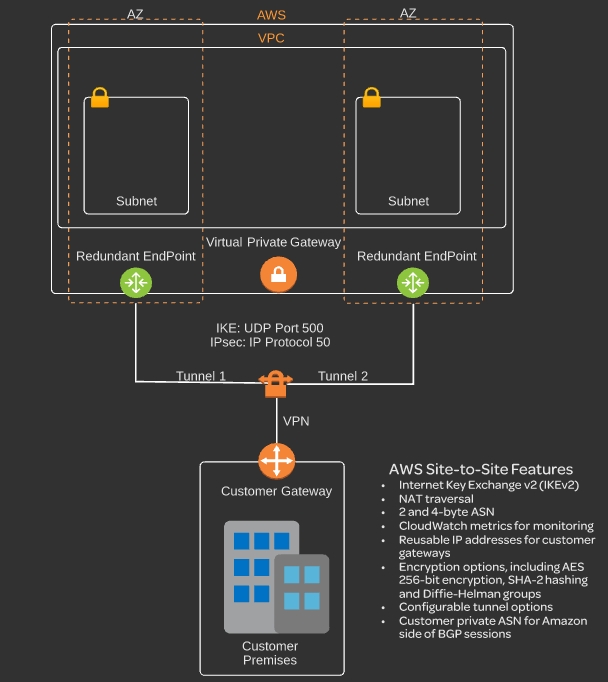 AZ
AWS
AZ
VPC
Subnet
Subnet
Virtual Private Gateway
Redundant EndPoint
Redundant EndPoint
IKE: UDP Port 500
IPsec: IP Protocol 50
Tunnel 1
Tunnel 2
VPN
Customer Gateway
Customer
Premises
AWS Site-to-Site Features
• Internet Key Exchange v2 (IKEv2)
• NAT traversal
• 2 and 4-byte ASN
• CloudWatch metrics for monitoring
• Reusable IP addresses for customer
gateways
• Encryption options, including AES
256-bit encryption, SHA-2 hashing
and Diffie-Helman groups
• Configurable tunnel options
• Customer private ASN for Amazon
side of BGP sessions